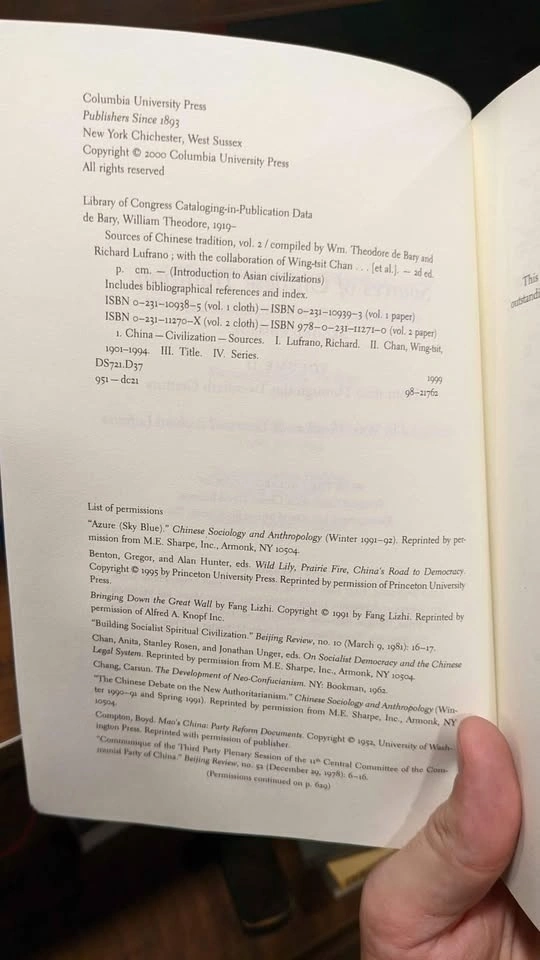 Columbia University Press
Publishers Since 1893
New York Chichester, West Sussex
Copyright © 2000 Columbia University Press
All rights reserved
Library of Congress Cataloging-in-Publication Data
de Bary, William Theodore, 1919–
Sources of Chinese tradition, vol. 2 / compiled by Wm. Theodore de Bary and
Richard Lufrano ; with the collaboration of Wing-tsit Chan . . . [et al.]. — 2d ed.
p. cm. — (Introduction to Asian civilizations)
Includes bibliographical references and index.
ISBN 0–231–10938–5 (vol. 1 cloth) — ISBN 0–231–10939–3 (vol. 1 paper)
ISBN 0–231–11270–X (vol. 2 cloth) — ISBN 978–0–231–11271–0 (vol. 2 paper)
1. China — Civilization — Sources. I. Lufrano, Richard. II. Chan, Wing-tsit,
1901–1994. III. Title. IV. Series.
DS721.D37 1999
951 — dc21 98–21762
List of permissions
“Azure (Sky Blue).” Chinese Sociology and Anthropology (Winter 1991–92). Reprinted by per-
mission from M.E. Sharpe, Inc., Armonk, NY 10504.
Benton, Gregor, and Alan Hunter, eds. Wild Lily, Prairie Fire, China's Road to Democracy.
Copyright © 1995 by Princeton University Press. Reprinted by permission of Princeton University
Press.
Bringing Down the Great Wall by Fang Lizhi. Copyright © 1991 by Fang Lizhi. Reprinted by
permission of Alfred A. Knopf Inc.
“Building Socialist Spiritual Civilization.” Beijing Review, no. 10 (March 9, 1981): 16–17.
Chan, Anita, Stanley Rosen, and Jonathan Unger, eds. On Socialist Democracy and the Chinese
Legal System. Reprinted by permission from M.E. Sharpe, Inc., Armonk, NY 10504.
Chang, Carsun. The Development of Neo-Confucianism. NY: Bookman, 1962.
“The Chinese Debate on the New Authoritarianism.” Chinese Sociology and Anthropology (Win-
ter 1990–91 and Spring 1991). Reprinted by permission from M.E. Sharpe, Inc., Armonk, NY
10504.
Compton, Boyd. Mao's China: Party Reform Documents. Copyright © 1952, University of Wash-
ington Press. Reprinted with permission of publisher.
“Communique of the Third Party Plenary Session of the 11th Central Committee of the Com-
munist Party of China.” Beijing Review, no. 52 (December 29, 1978): 6–16.
(Permissions continued on p. 629)
This
outstandi